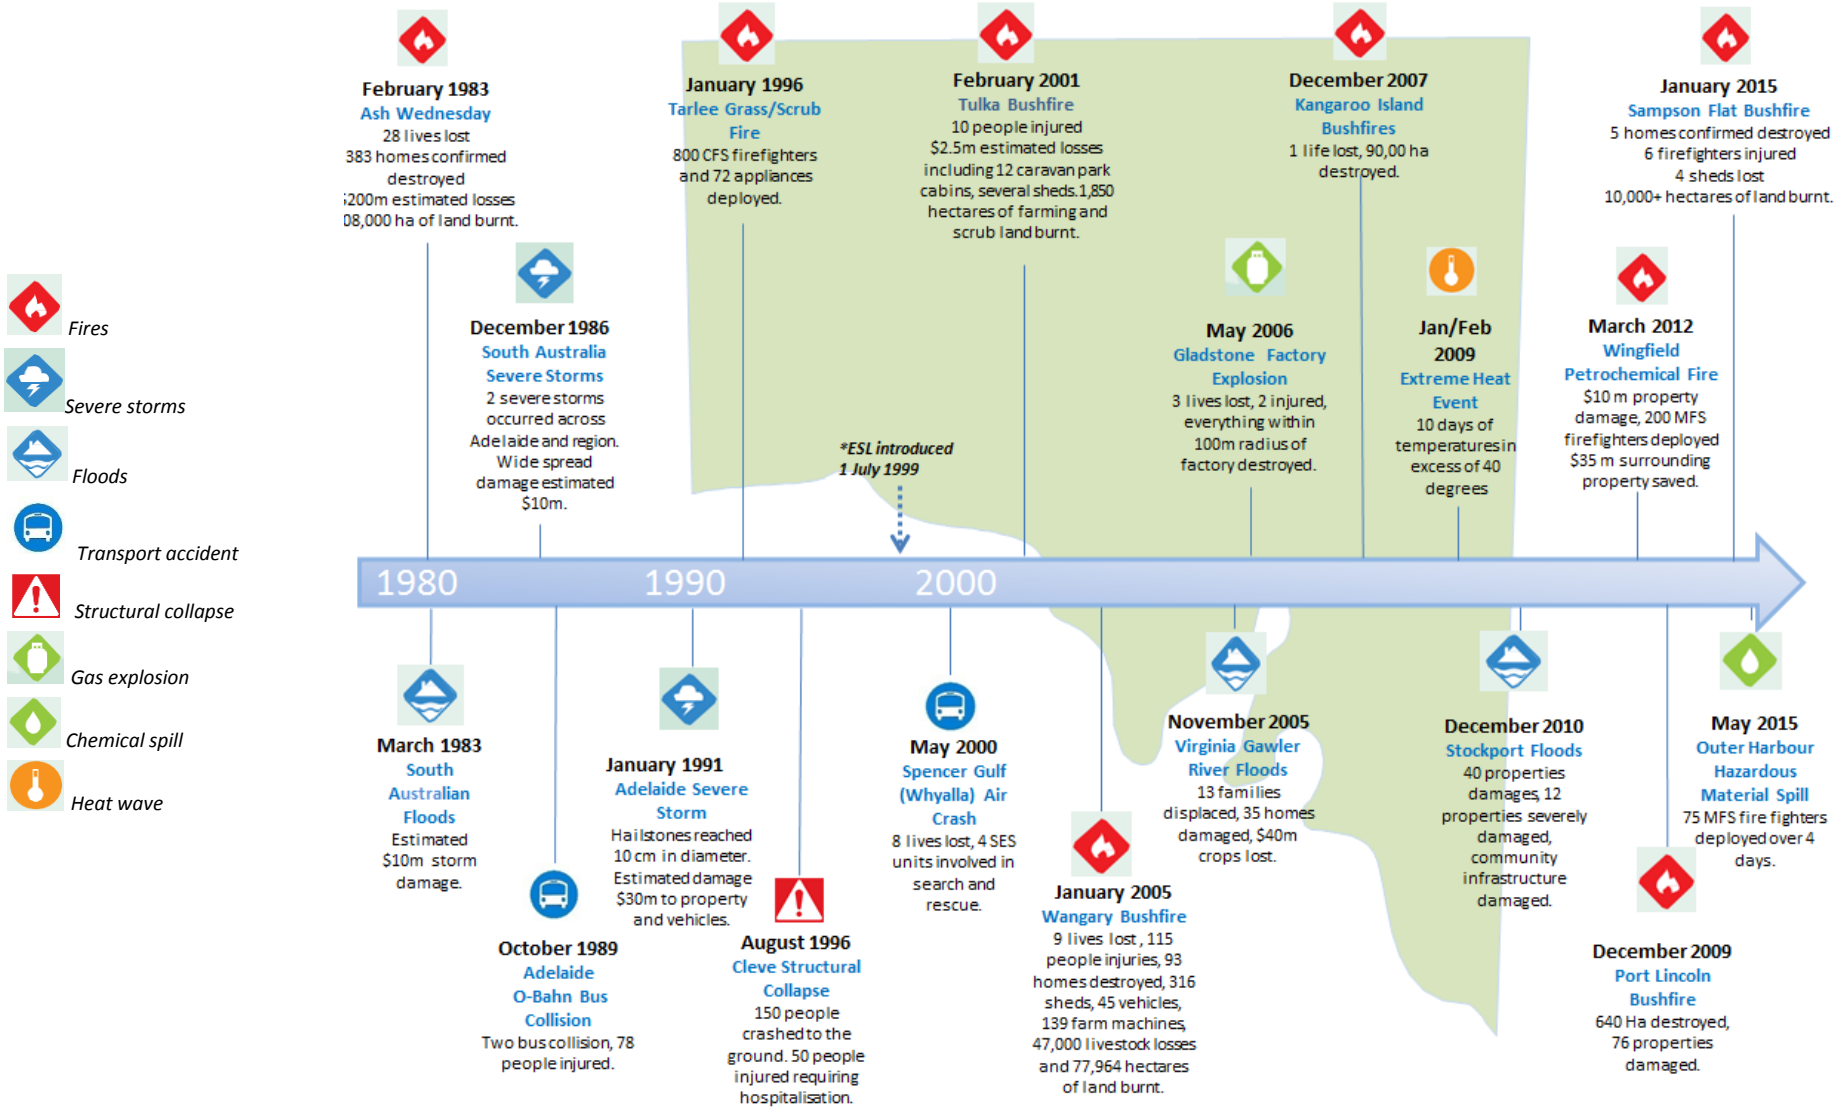 Fires
Severe storms
Floods
Transport accident
Structural collapse
Gas explosion
Chemical spill
Heat wave
February 1983
Ash Wednesday
28 lives lost
383 homes confirmed
destroyed
$200m estimated losses
08,000 ha of land burnt.
December 1986
South Australia
Severe Storms
2 severe storms
occurred across
Adelaide and region.
Wide spread
damage estimated
$10m.
January 1996
Tarlee Grass/Scrub
Fire
800 CFS firefighters
and 72 appliances
deployed.
*ESL introduced
1 July 1999
February 2001
Tulka Bushfire
10 people injured
$2.5m estimated losses
including 12 caravan park
cabins, several sheds.1,850
hectares of farming and
scrub land burnt.
May 2006
Gladstone Factory
Explosion
3 lives lost, 2 injured,
everything within
100m radius of
factory destroyed.
December 2007
Kangaroo Island
Bushfires
1 life lost, 90,00 ha
destroyed.
Jan/Feb
2009
Extreme Heat
Event
10 days of
temperatures in
excess of 40
degrees
March 2012
Wingfield
Petrochemical Fire
$10 m property
damage, 200 MFS
firefighters deployed
$35 m surrounding
property saved.
January 2015
Sampson Flat Bushfire
5 homes confirmed destroyed
6 firefighters injured
4 sheds lost
10,000+ hectares of land burnt.
1980
1990
2000
March 1983
South
Australian
Floods
Estimated
$10m storm
damage.
October 1989
Adelaide
O-Bahn Bus
Collision
Two bus collision, 78
people injured.
January 1991
Adelaide Severe
Storm
Hailstones reached
10 cm in diameter.
Estimated damage
$30m to property
and vehicles.
August 1996
Cleve Structural
Collapse
150 people
crashed to the
ground. 50 people
injured requiring
hospitalisation.
May 2000
Spencer Gulf
(Whyalla) Air
Crash
8 lives lost, 4 SES
units involved in
search and
rescue.
January 2005
Wangary Bushfire
9 lives lost , 115
people injuries, 93
homes destroyed, 316
sheds, 45 vehicles,
139 farm machines,
47,000 livestock losses
and 77,964 hectares
of land burnt.
November 2005
Virginia Gawler
River Floods
13 families
displaced, 35 homes
damaged, $40m
crops lost.
December 2010
Stockport Floods
40 properties
damages, 12
properties severely
damaged,
community
infrastructure
damaged.
December 2009
Port Lincoln
Bushfire
640 Ha destroyed,
76 properties
damaged.
May 2015
Outer Harbour
Hazardous
Material Spill
75 MFS fire fighters
deployed over 4
days.